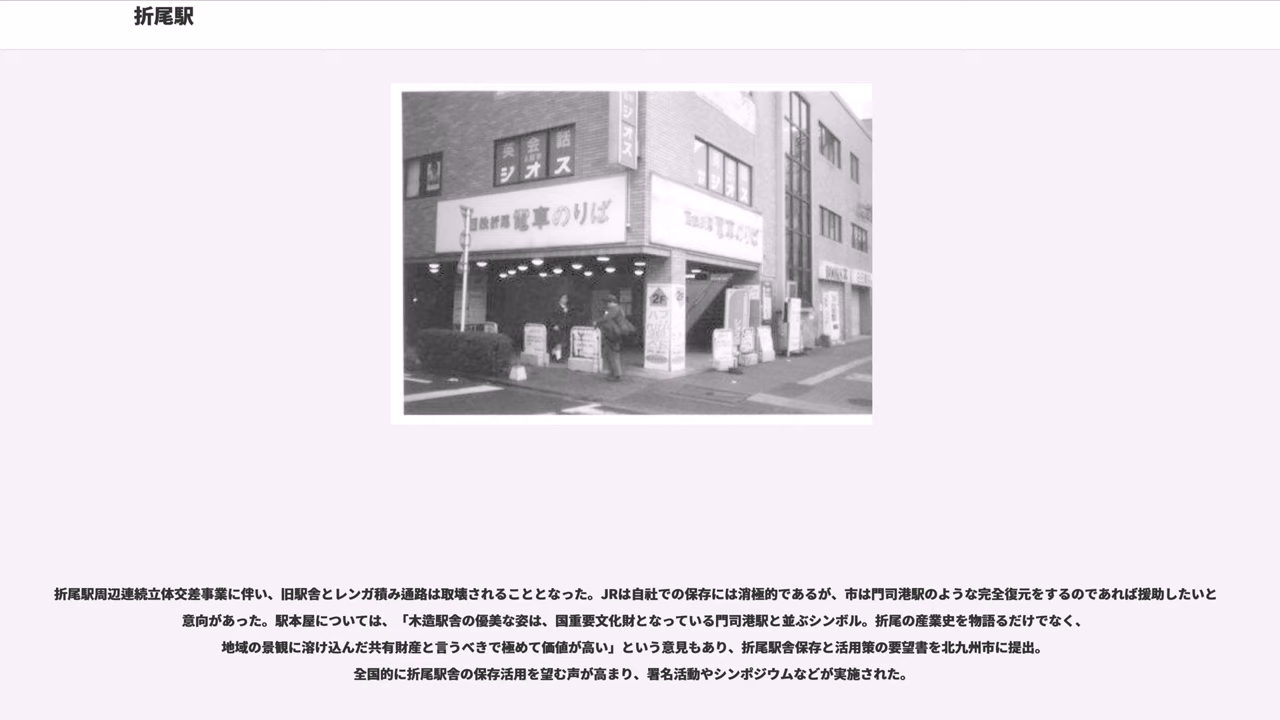 折尾駅
英会話
シオス
シオス
電車のりば
電車のりば
シオス
2F
折尾駅周辺連続立体交差事業に伴い、旧駅舎とレンガ積み通路は取壊されることとなった。JRは自社での保存には消極的であるが、市は門司港駅のような完全復元をするのであれば援助したいと
意向があった。駅本屋については、「木造駅舎の優美な姿は、国重要文化財となっている門司港駅と並ぶシンボル。折尾の産業史を物語るだけでなく、
地域の景観に溶け込んだ共有財産と言うべきで極めて価値が高い」という意見もあり、折尾駅舎保存と活用策の要望書を北九州市に提出。
全国的に折尾駅舎の保存活用を望む声が高まり、署名活動やシンポジウムなどが実施された。